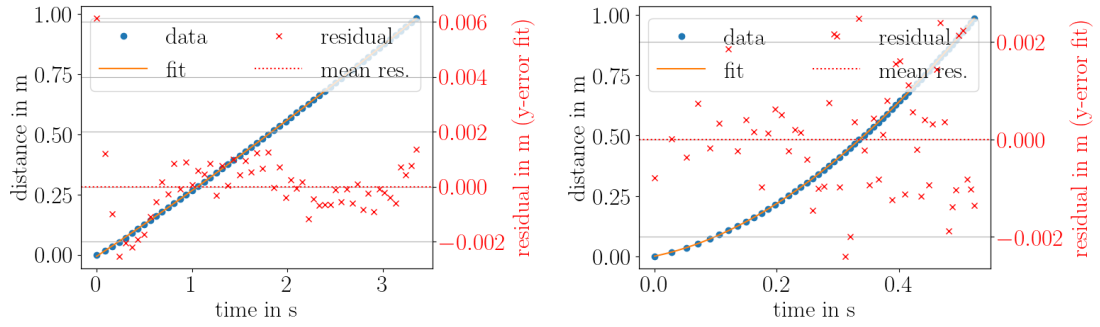 1.00
0.75
0.50
0.25
0.00
distance in m
data
fit
residual
mean res.
0.006
0.004
0.002
0.000
−0.002
residual in m (y-error fit)
0
1
2
3
time in s
1.00
0.75
0.50
0.25
0.00
distance in m
data
fit
residual
mean res.
0.002
0.000
−0.002
residual in m (y-error fit)
0.0
0.2
0.4
time in s